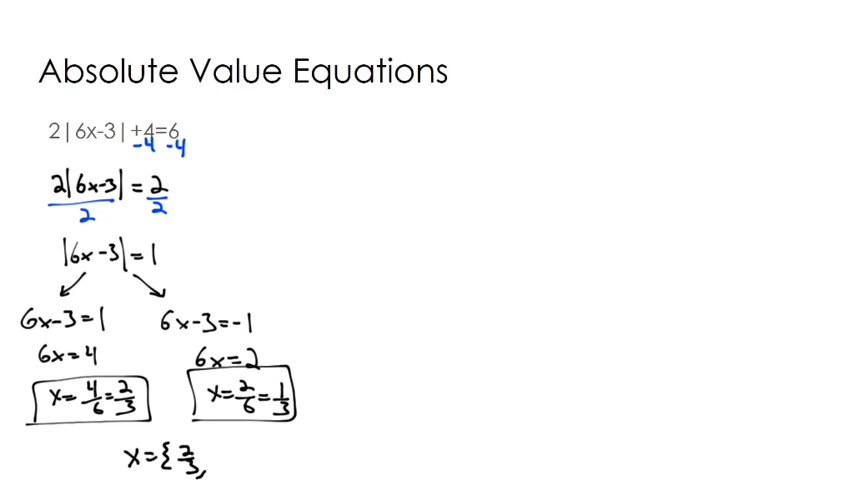 Absolute Value Equations
2|6x-3|+4=6
-4 -4
2|6x-3| = 2
2 2
|6x-3| = 1
6x-3=1 6x-3=-1
6x=4 6x=2
x=4/6=2/3 x=2/6=1/3
x={2/3,